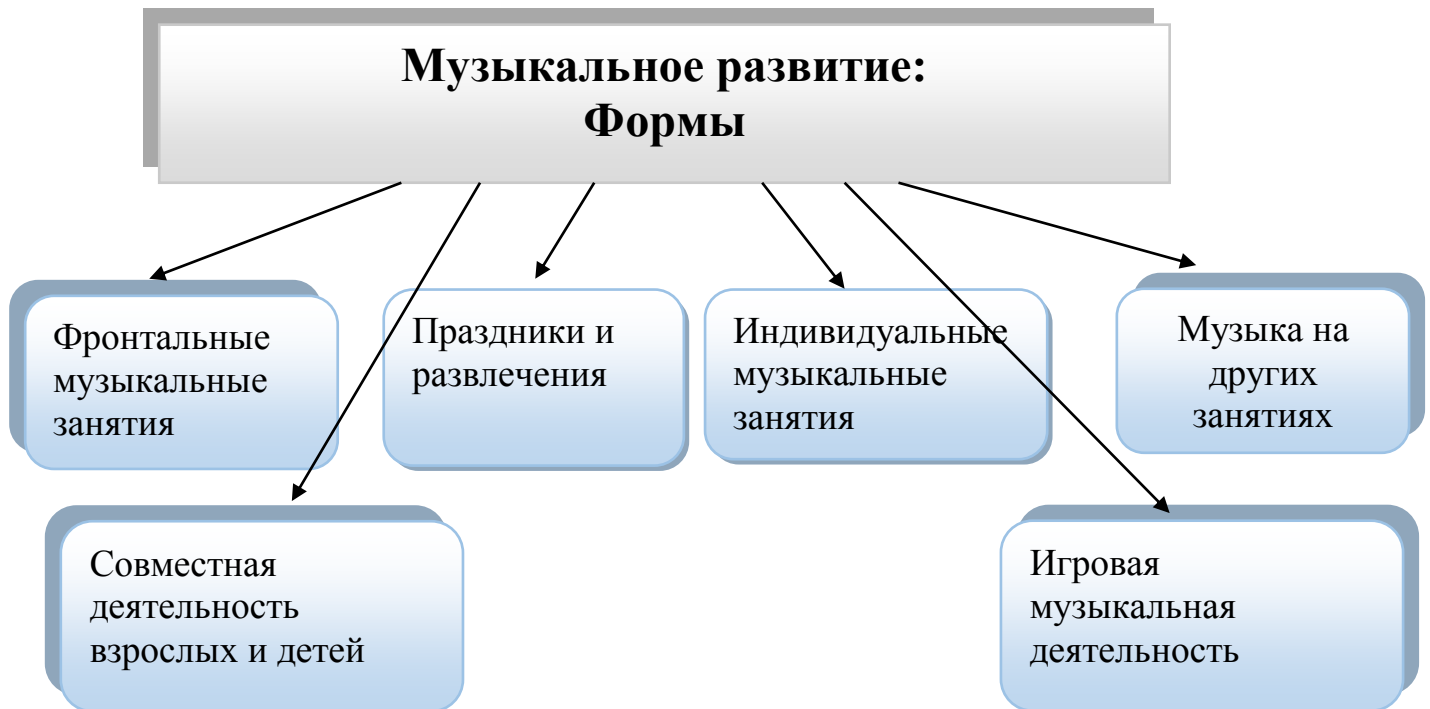 Музыкальное развитие:
Формы
Фронтальные
музыкальные
занятия
Праздники и
развлечения
Индивидуальные
музыкальные
занятия
Музыка на
других
занятиях
Совместная
деятельность
взрослых и детей
Игровая
музыкальная
деятельность